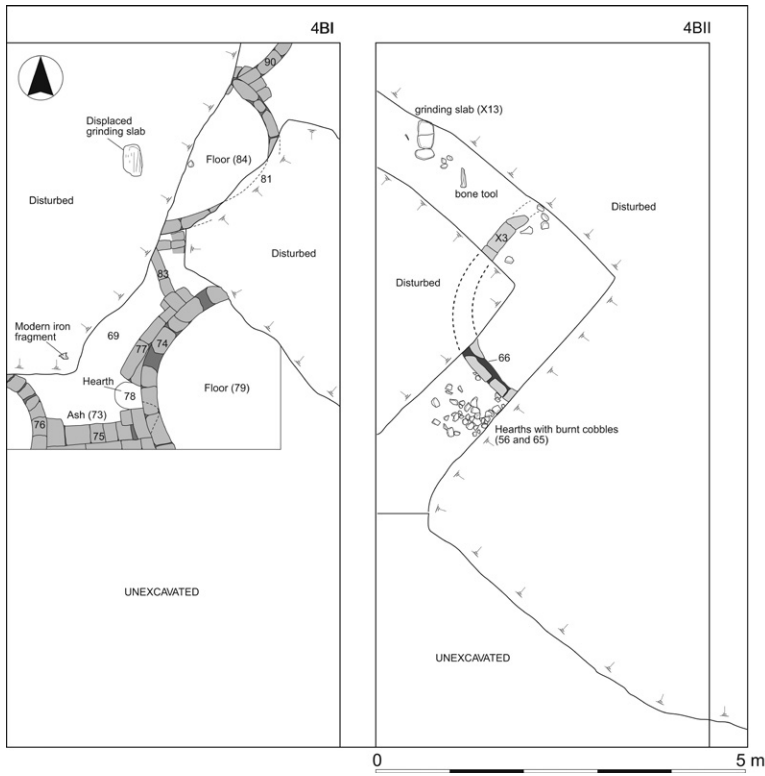 4BI
90
Displaced
grinding slab
Floor (84)
81
Disturbed
Disturbed
83
69
Modern iron
fragment
77
74
Hearth
78
Floor (79)
Ash (73)
76
75
UNEXCAVATED
4BII
grinding slab (X13)
bone tool
Disturbed
X3
Disturbed
66
Hearths with burnt cobbles
(56 and 65)
UNEXCAVATED
0
5 m